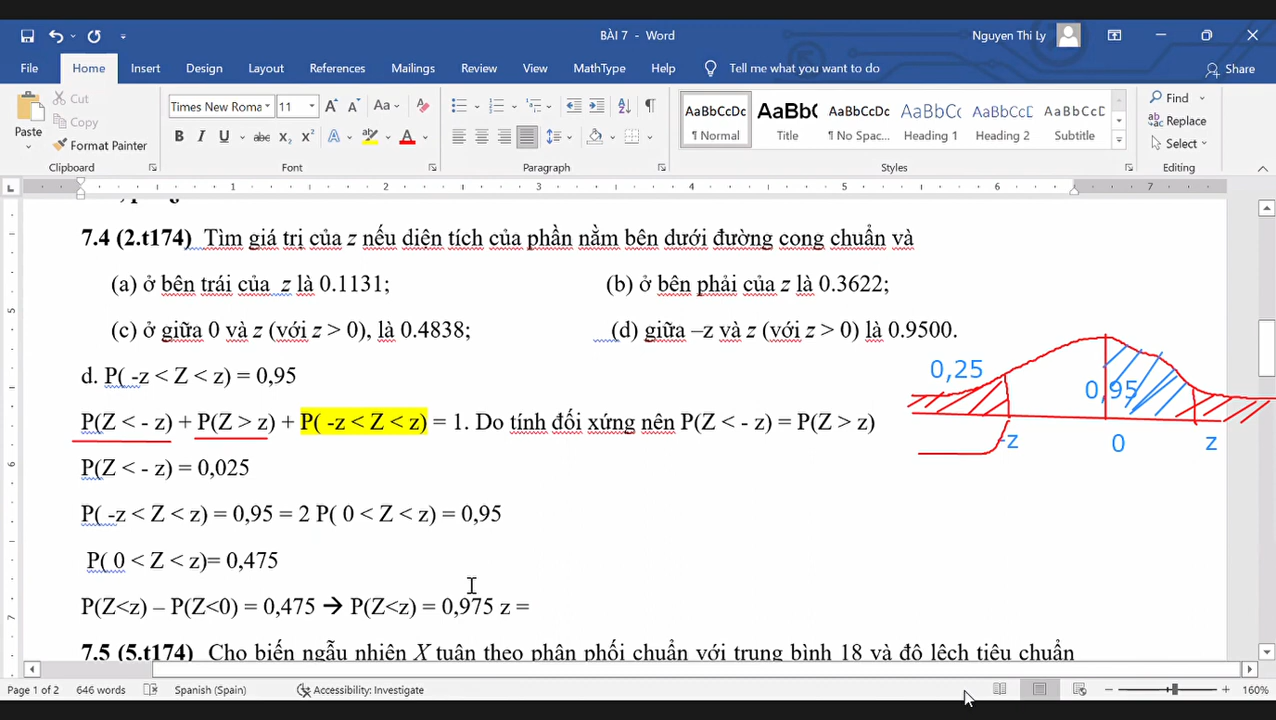 BÀI 7 - Word
Nguyen Thi Ly
File Home Insert Design Layout References Mailings Review View MathType Help Tell me what you want to do Share
Paste
Cut
Copy
Format Painter
Clipboard
Times New Roma 11
Font
Paragraph
AaBbCcDc AaBb( AaBbCcDc AaBbC AaBbCc AaBbCcD
¶ Normal Title ¶ No Spac... Heading 1 Heading 2 Subtitle
Styles
Find
Replace
Select
Editing
1 2 3 4 5 6 7
7.4 (2.t174) Tìm giá trị của z nếu diện tích của phần nằm bên dưới đường cong chuẩn và
(a) ở bên trái của z là 0.1131; (b) ở bên phải của z là 0.3622;
(c) ở giữa 0 và z (với z > 0), là 0.4838; (d) giữa –z và z (với z > 0) là 0.9500.
d. P( -z < Z < z) = 0,95
0,25
0,95
P(Z < - z) + P(Z > z) + P( -z < Z < z) = 1. Do tính đối xứng nên P(Z < - z) = P(Z > z)
-z 0 z
P(Z < - z) = 0,025
P( -z < Z < z) = 0,95 = 2 P( 0 < Z < z) = 0,95
P( 0 < Z < z)= 0,475
P(Z<z) – P(Z<0) = 0,475 → P(Z<z) = 0,975 z =
7.5 (5.t174) Cho biến ngẫu nhiên X tuân theo phân phối chuẩn với trung bình 18 và độ lệch tiêu chuẩn
Page 1 of 2 646 words Spanish (Spain) Accessibility: Investigate 160%